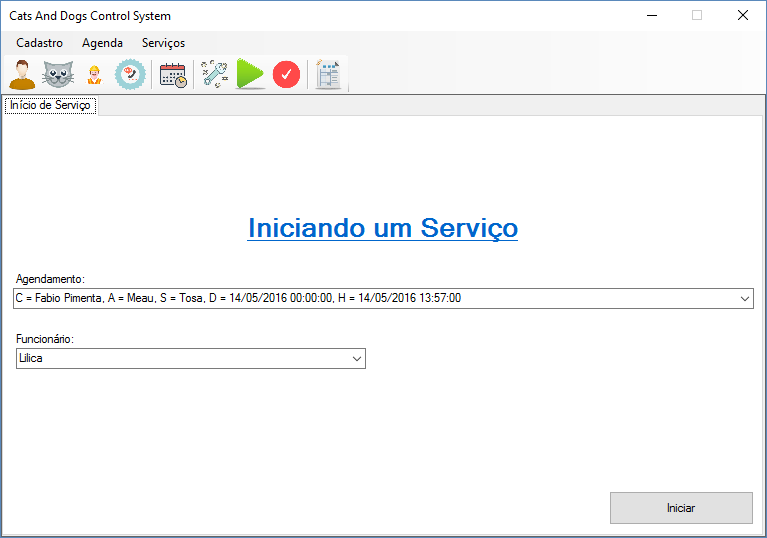 Cats And Dogs Control System
Cadastro Agenda Serviços
Início de Serviço
Iniciando um Serviço
Agendamento:
C = Fabio Pimenta, A = Meau, S = Tosa, D = 14/05/2016 00:00:00, H = 14/05/2016 13:57:00
Funcionário:
Lilica
Iniciar